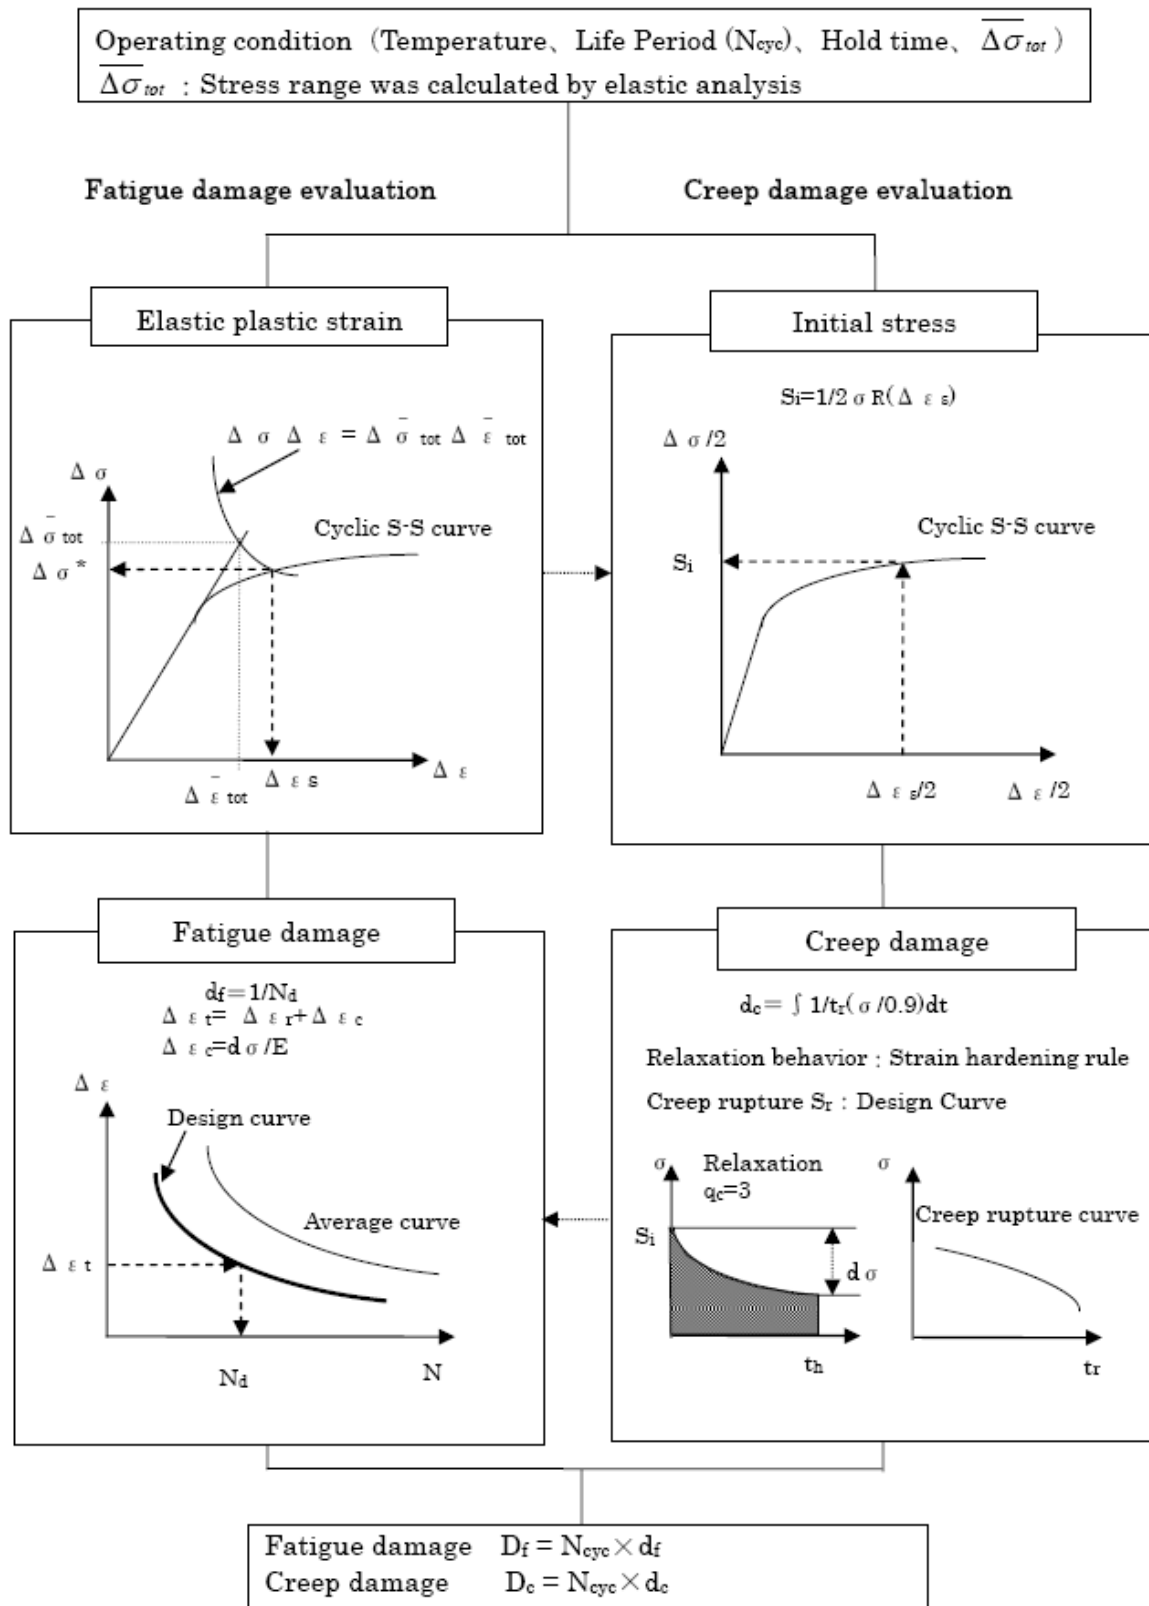 Operating condition (Temperature、Life Period (Ncyc)、Hold time、 Δσtot )
Δσtot : Stress range was calculated by elastic analysis
Fatigue damage evaluation
Creep damage evaluation
Elastic plastic strain
Δσ Δε = Δσ̄tot Δε̄tot
Δσ
Δσ̄tot
Δσ*
Cyclic S-S curve
Δε̄tot
Δεs
Δε
Initial stress
Si=1/2σR(Δεs)
Δσ/2
Cyclic S-S curve
Si
Δεs/2
Δε/2
Fatigue damage
df=1/Nd
Δεt= Δεr+Δεc
Δεc=dσ/E
Δε
Design curve
Average curve
Δεt
Nd
N
Creep damage
dc=∫1/tr(σ/0.9)dt
Relaxation behavior : Strain hardening rule
Creep rupture Sr : Design Curve
σ
Relaxation
qc=3
Si
dσ
th
σ
Creep rupture curve
tr
Fatigue damage Df = Ncyc×df
Creep damage Dc = Ncyc×dc